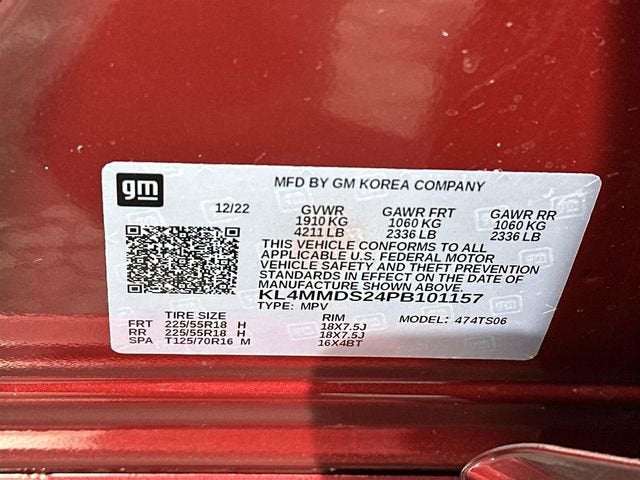 gm
MFD BY GM KOREA COMPANY
12/22 GVWR GAWR FRT GAWR RR
1910 KG 1060 KG 1060 KG
4211 LB 2336 LB 2336 LB
THIS VEHICLE CONFORMS TO ALL
APPLICABLE U.S. FEDERAL MOTOR
VEHICLE SAFETY AND THEFT PREVENTION
STANDARDS IN EFFECT ON THE DATE OF
MANUFACTURE SHOWN ABOVE.
KL4MMDS24PB101157
TYPE: MPV
TIRE SIZE RIM MODEL: 474TS06
FRT 225/55R18 H 18X7.5J
RR 225/55R18 H 18X7.5J
SPA T125/70R16 M 16X4BT